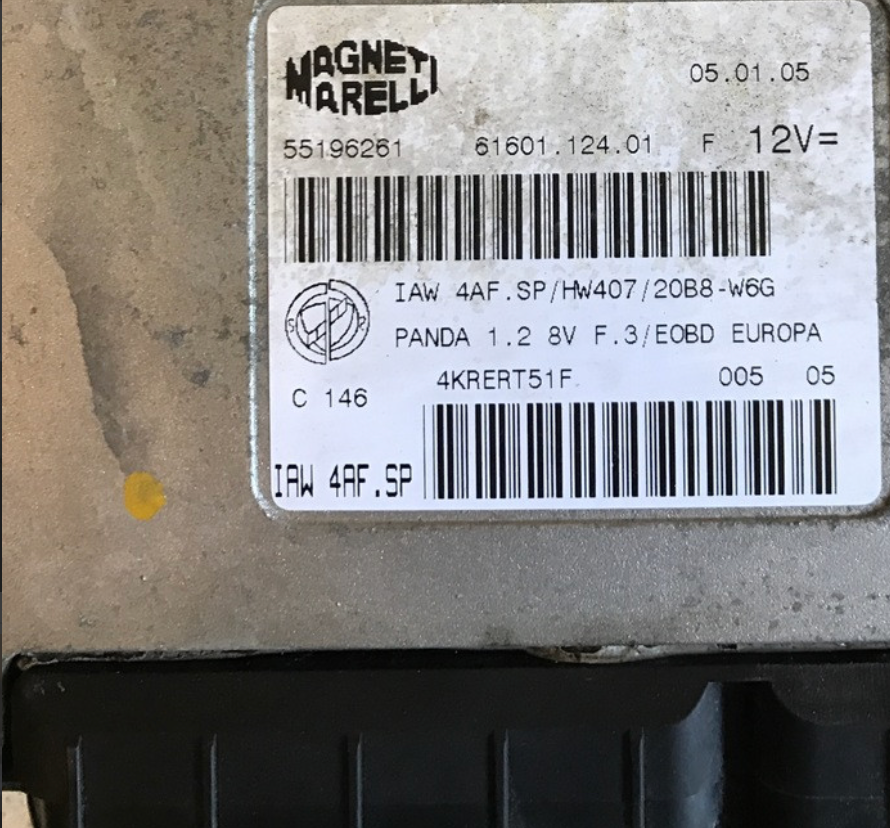 MAGNETI
MARELLI
05.01.05
55196261 61601.124.01 F 12V=
IAW 4AF.SP/HW407/20B8-W6G
PANDA 1.2 8V F.3/EOBD EUROPA
4KRERT51F 005 05
C 146
IAW 4AF.SP